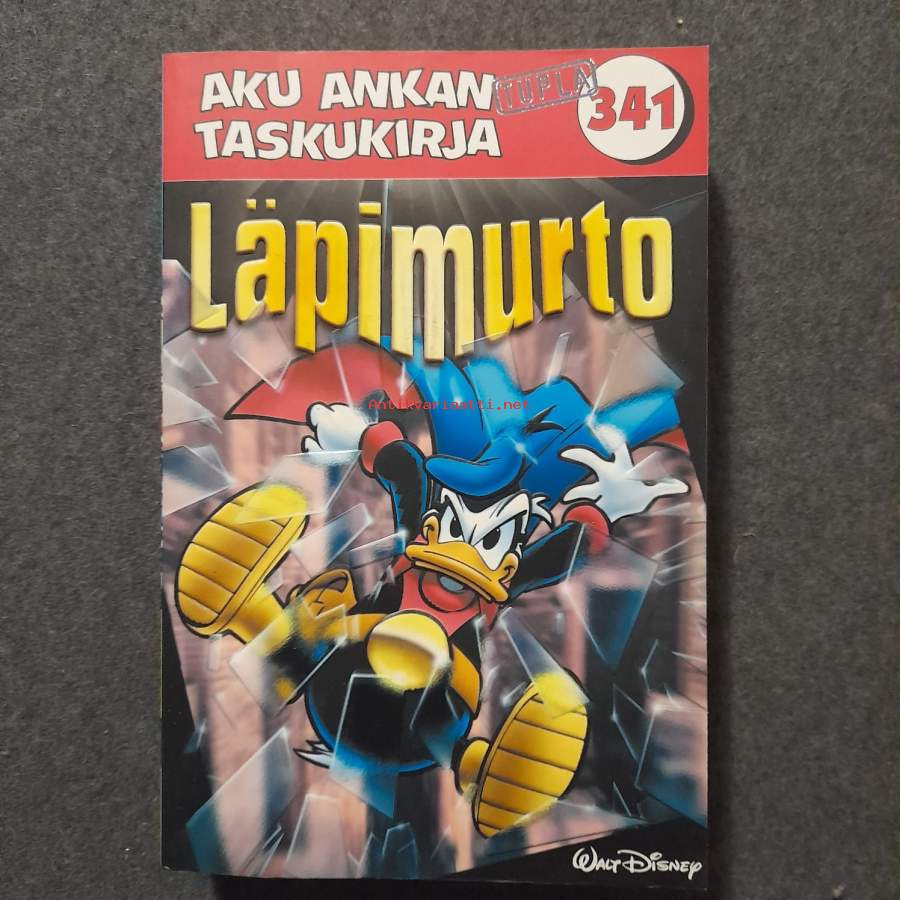 AKU ANKAN
TUPLA
TASKUKIRJA
341
Läpimurto
Antikvariaatti.net
WALT DISNEY